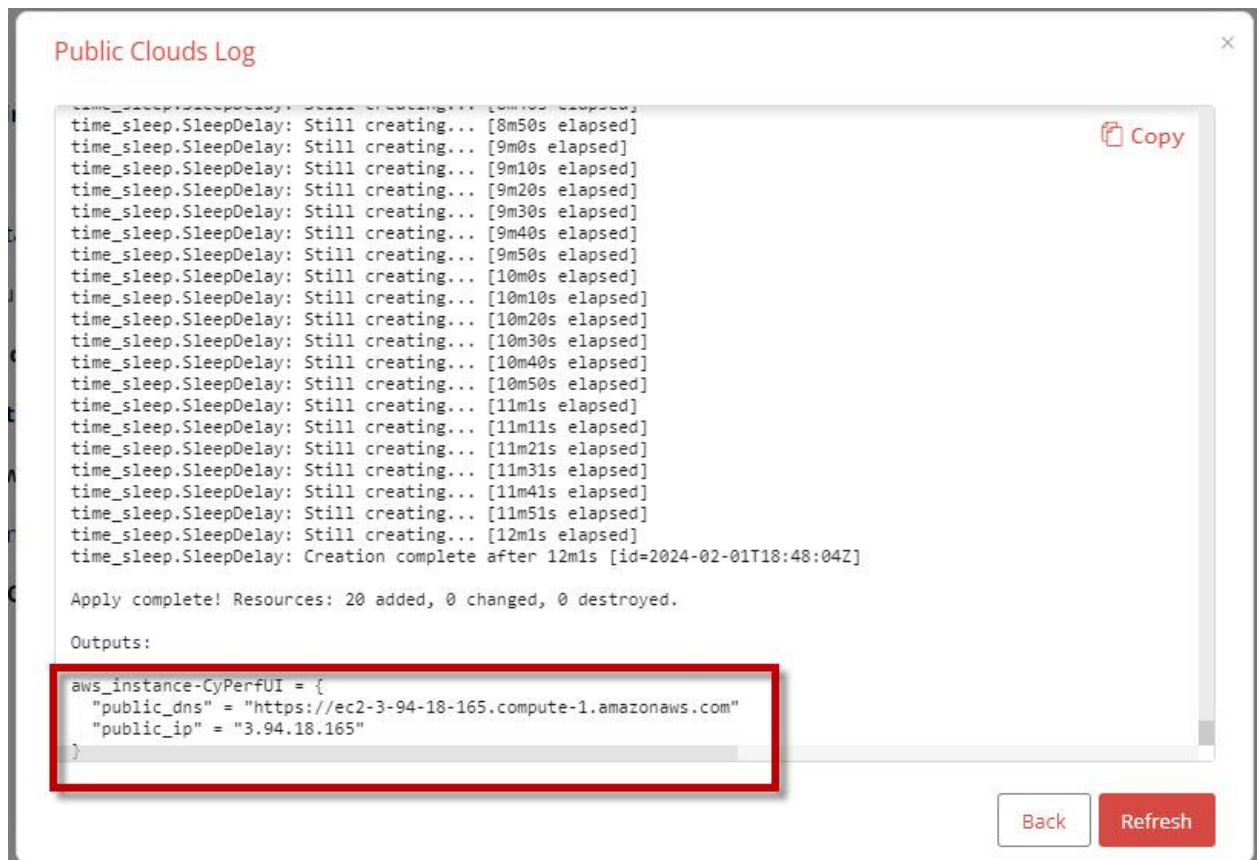 Public Clouds Log
×
Copy
time_sleep.SleepDelay: Still creating... [8m50s elapsed]
time_sleep.SleepDelay: Still creating... [9m0s elapsed]
time_sleep.SleepDelay: Still creating... [9m10s elapsed]
time_sleep.SleepDelay: Still creating... [9m20s elapsed]
time_sleep.SleepDelay: Still creating... [9m30s elapsed]
time_sleep.SleepDelay: Still creating... [9m40s elapsed]
time_sleep.SleepDelay: Still creating... [9m50s elapsed]
time_sleep.SleepDelay: Still creating... [10m0s elapsed]
time_sleep.SleepDelay: Still creating... [10m10s elapsed]
time_sleep.SleepDelay: Still creating... [10m20s elapsed]
time_sleep.SleepDelay: Still creating... [10m30s elapsed]
time_sleep.SleepDelay: Still creating... [10m40s elapsed]
time_sleep.SleepDelay: Still creating... [10m50s elapsed]
time_sleep.SleepDelay: Still creating... [11m1s elapsed]
time_sleep.SleepDelay: Still creating... [11m11s elapsed]
time_sleep.SleepDelay: Still creating... [11m21s elapsed]
time_sleep.SleepDelay: Still creating... [11m31s elapsed]
time_sleep.SleepDelay: Still creating... [11m41s elapsed]
time_sleep.SleepDelay: Still creating... [11m51s elapsed]
time_sleep.SleepDelay: Still creating... [12m1s elapsed]
time_sleep.SleepDelay: Creation complete after 12m1s [id=2024-02-01T18:48:04Z]
Apply complete! Resources: 20 added, 0 changed, 0 destroyed.
Outputs:
aws_instance-CyPerfUI = {
"public_dns" = "https://ec2-3-94-18-165.compute-1.amazonaws.com"
"public_ip" = "3.94.18.165"
}
Back
Refresh